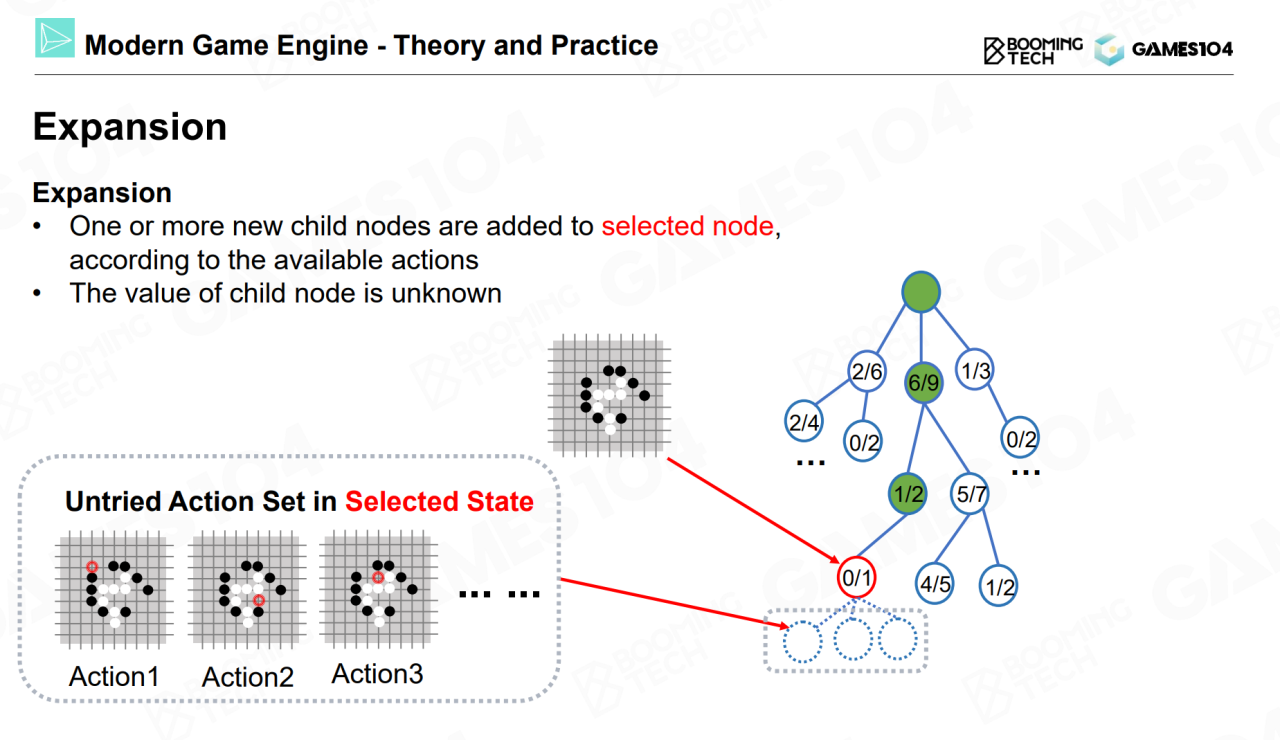 Modern Game Engine - Theory and Practice
BOOMING
TECH
GAMES104
Expansion
Expansion
• One or more new child nodes are added to selected node,
according to the available actions
• The value of child node is unknown
2/6
6/9
1/3
2/4
0/2
0/2
...
...
1/2
5/7
0/1
4/5
1/2
Untried Action Set in Selected State
... ...
Action1
Action2
Action3